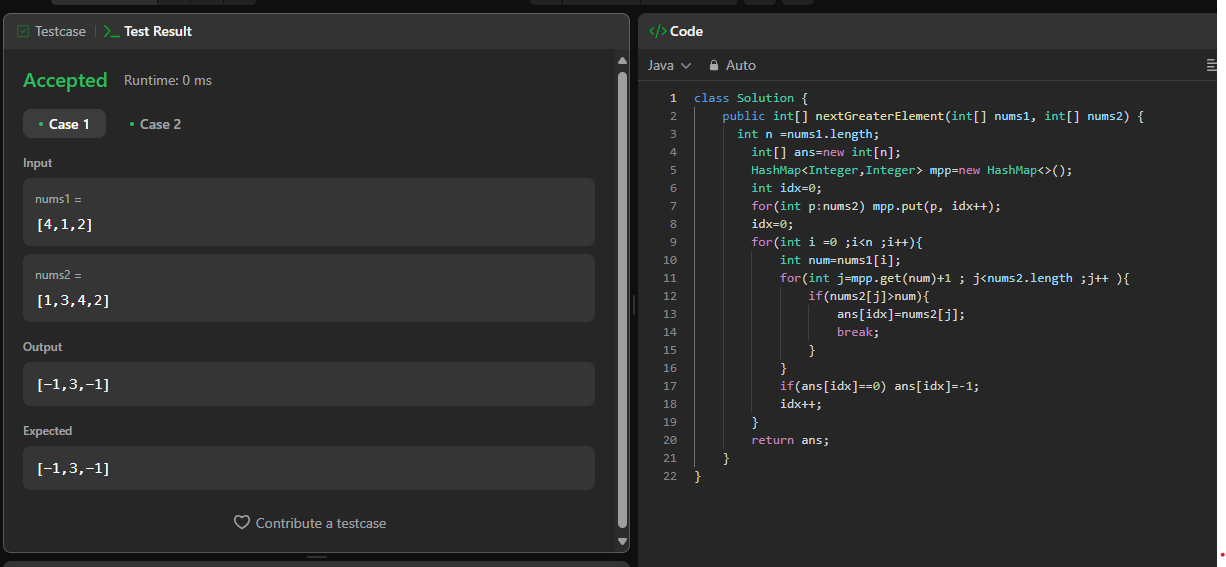 Testcase | Test Result
Accepted Runtime: 0 ms
• Case 1 • Case 2
Input
nums1 =
[4,1,2]
nums2 =
[1,3,4,2]
Output
[-1,3,-1]
Expected
[-1,3,-1]
Contribute a testcase
</> Code
Java Auto
1 class Solution {
2     public int[] nextGreaterElement(int[] nums1, int[] nums2) {
3       int n =nums1.length;
4         int[] ans=new int[n];
5         HashMap<Integer,Integer> mpp=new HashMap<>();
6         int idx=0;
7         for(int p:nums2) mpp.put(p, idx++);
8         idx=0;
9         for(int i =0 ;i<n ;i++){
10             int num=nums1[i];
11             for(int j=mpp.get(num)+1 ; j<nums2.length ;j++ ){
12                 if(nums2[j]>num){
13                     ans[idx]=nums2[j];
14                     break;
15                 }
16             }
17             if(ans[idx]==0) ans[idx]=-1;
18             idx++;
19         }
20         return ans;
21     }
22 }